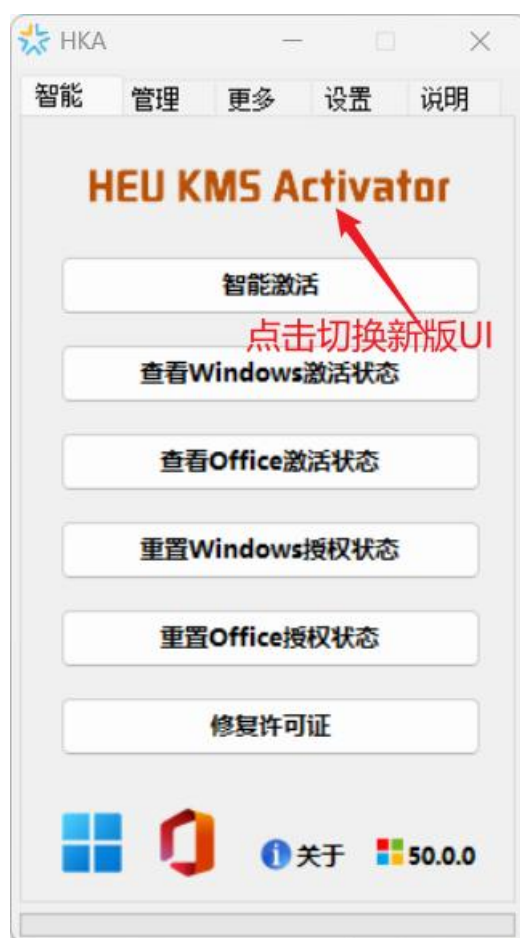 HKA
智能 管理 更多 设置 说明
HEU KMS Activator
智能激活
点击切换新版UI
查看Windows激活状态
查看Office激活状态
重置Windows授权状态
重置Office授权状态
修复许可证
关于 50.0.0